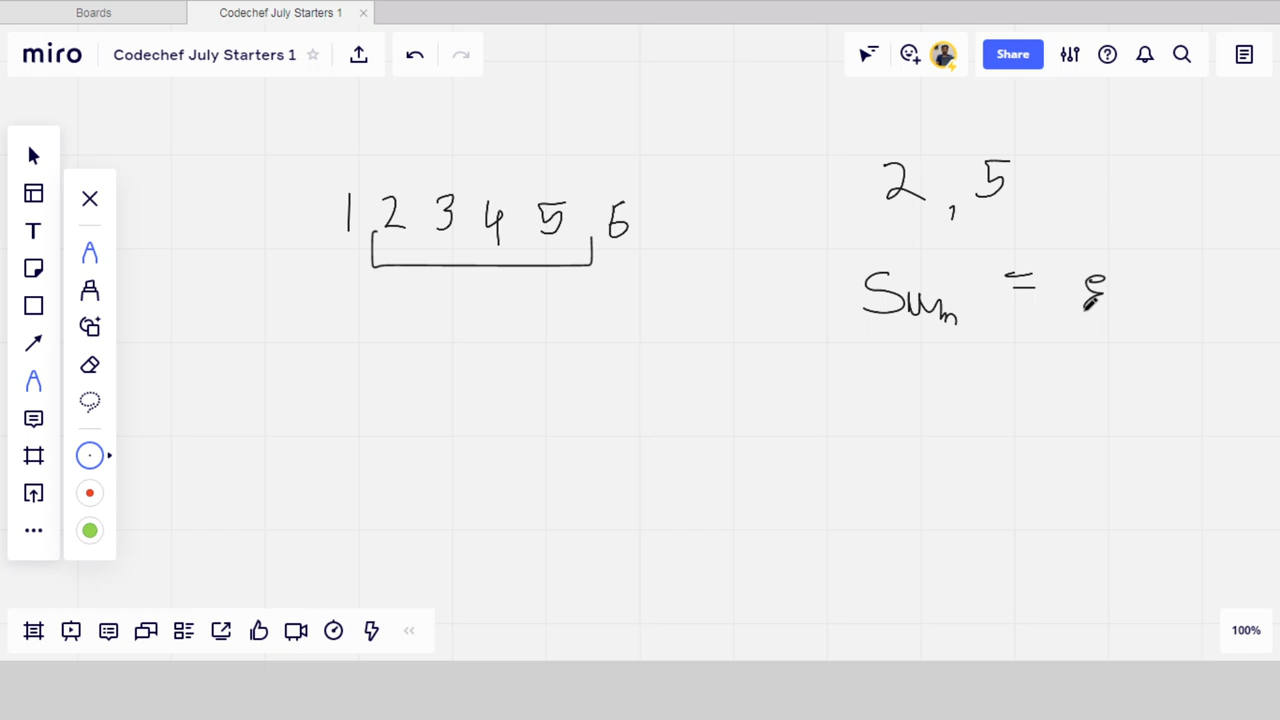 Boards
Codechef July Starters 1
miro
Codechef July Starters 1
Share
T
1 2 3 4 5 6
2 , 5
Sum = 8
100%